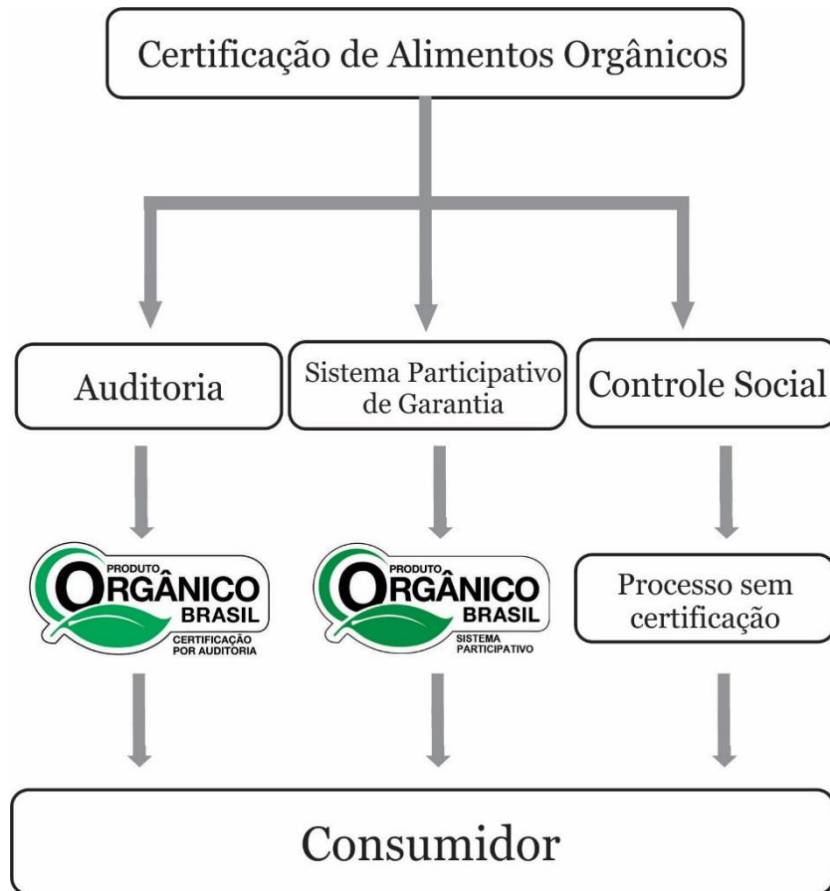 Certificação de Alimentos Orgânicos
Auditoria
Sistema Participativo
de Garantia
Controle Social
PRODUTO
ORGÂNICO
BRASIL
CERTIFICAÇÃO
POR AUDITORIA
PRODUTO
ORGÂNICO
BRASIL
SISTEMA
PARTICIPATIVO
Processo sem
certificação
Consumidor